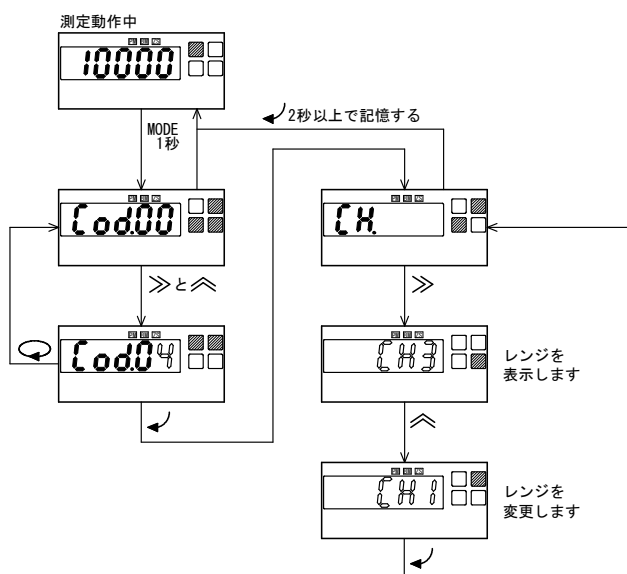 測定動作中
10000
MODE
1秒
2秒以上で記憶する
Cod.00
CH.
≫と︽
≫
Cod.04
CH3
レンジを
表示します
︽
CH1
レンジを
変更します